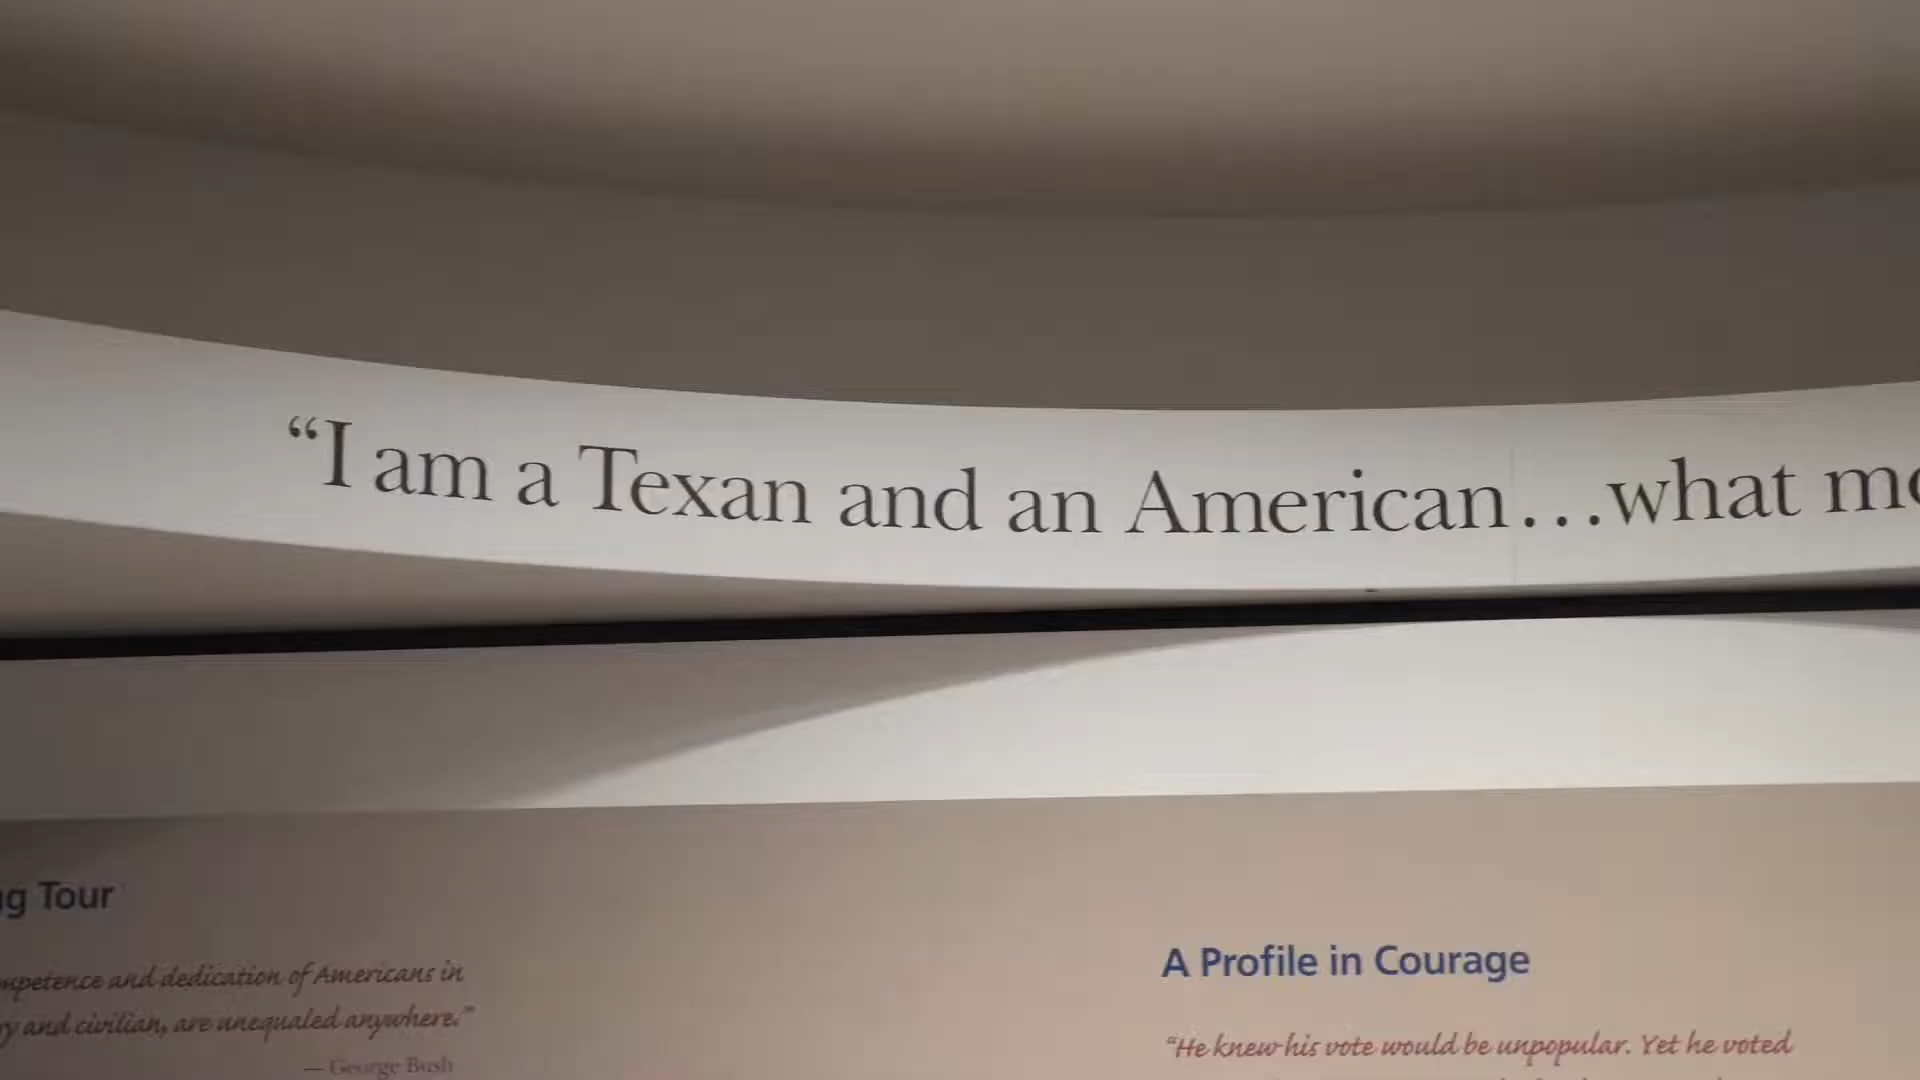 “I am a Texan and an American...what
Tour
and dedication of Americans in
and civilian, are unequaled anywhere.”
— George Bush
A Profile in Courage
“He knew his vote would be unpopular. Yet he voted